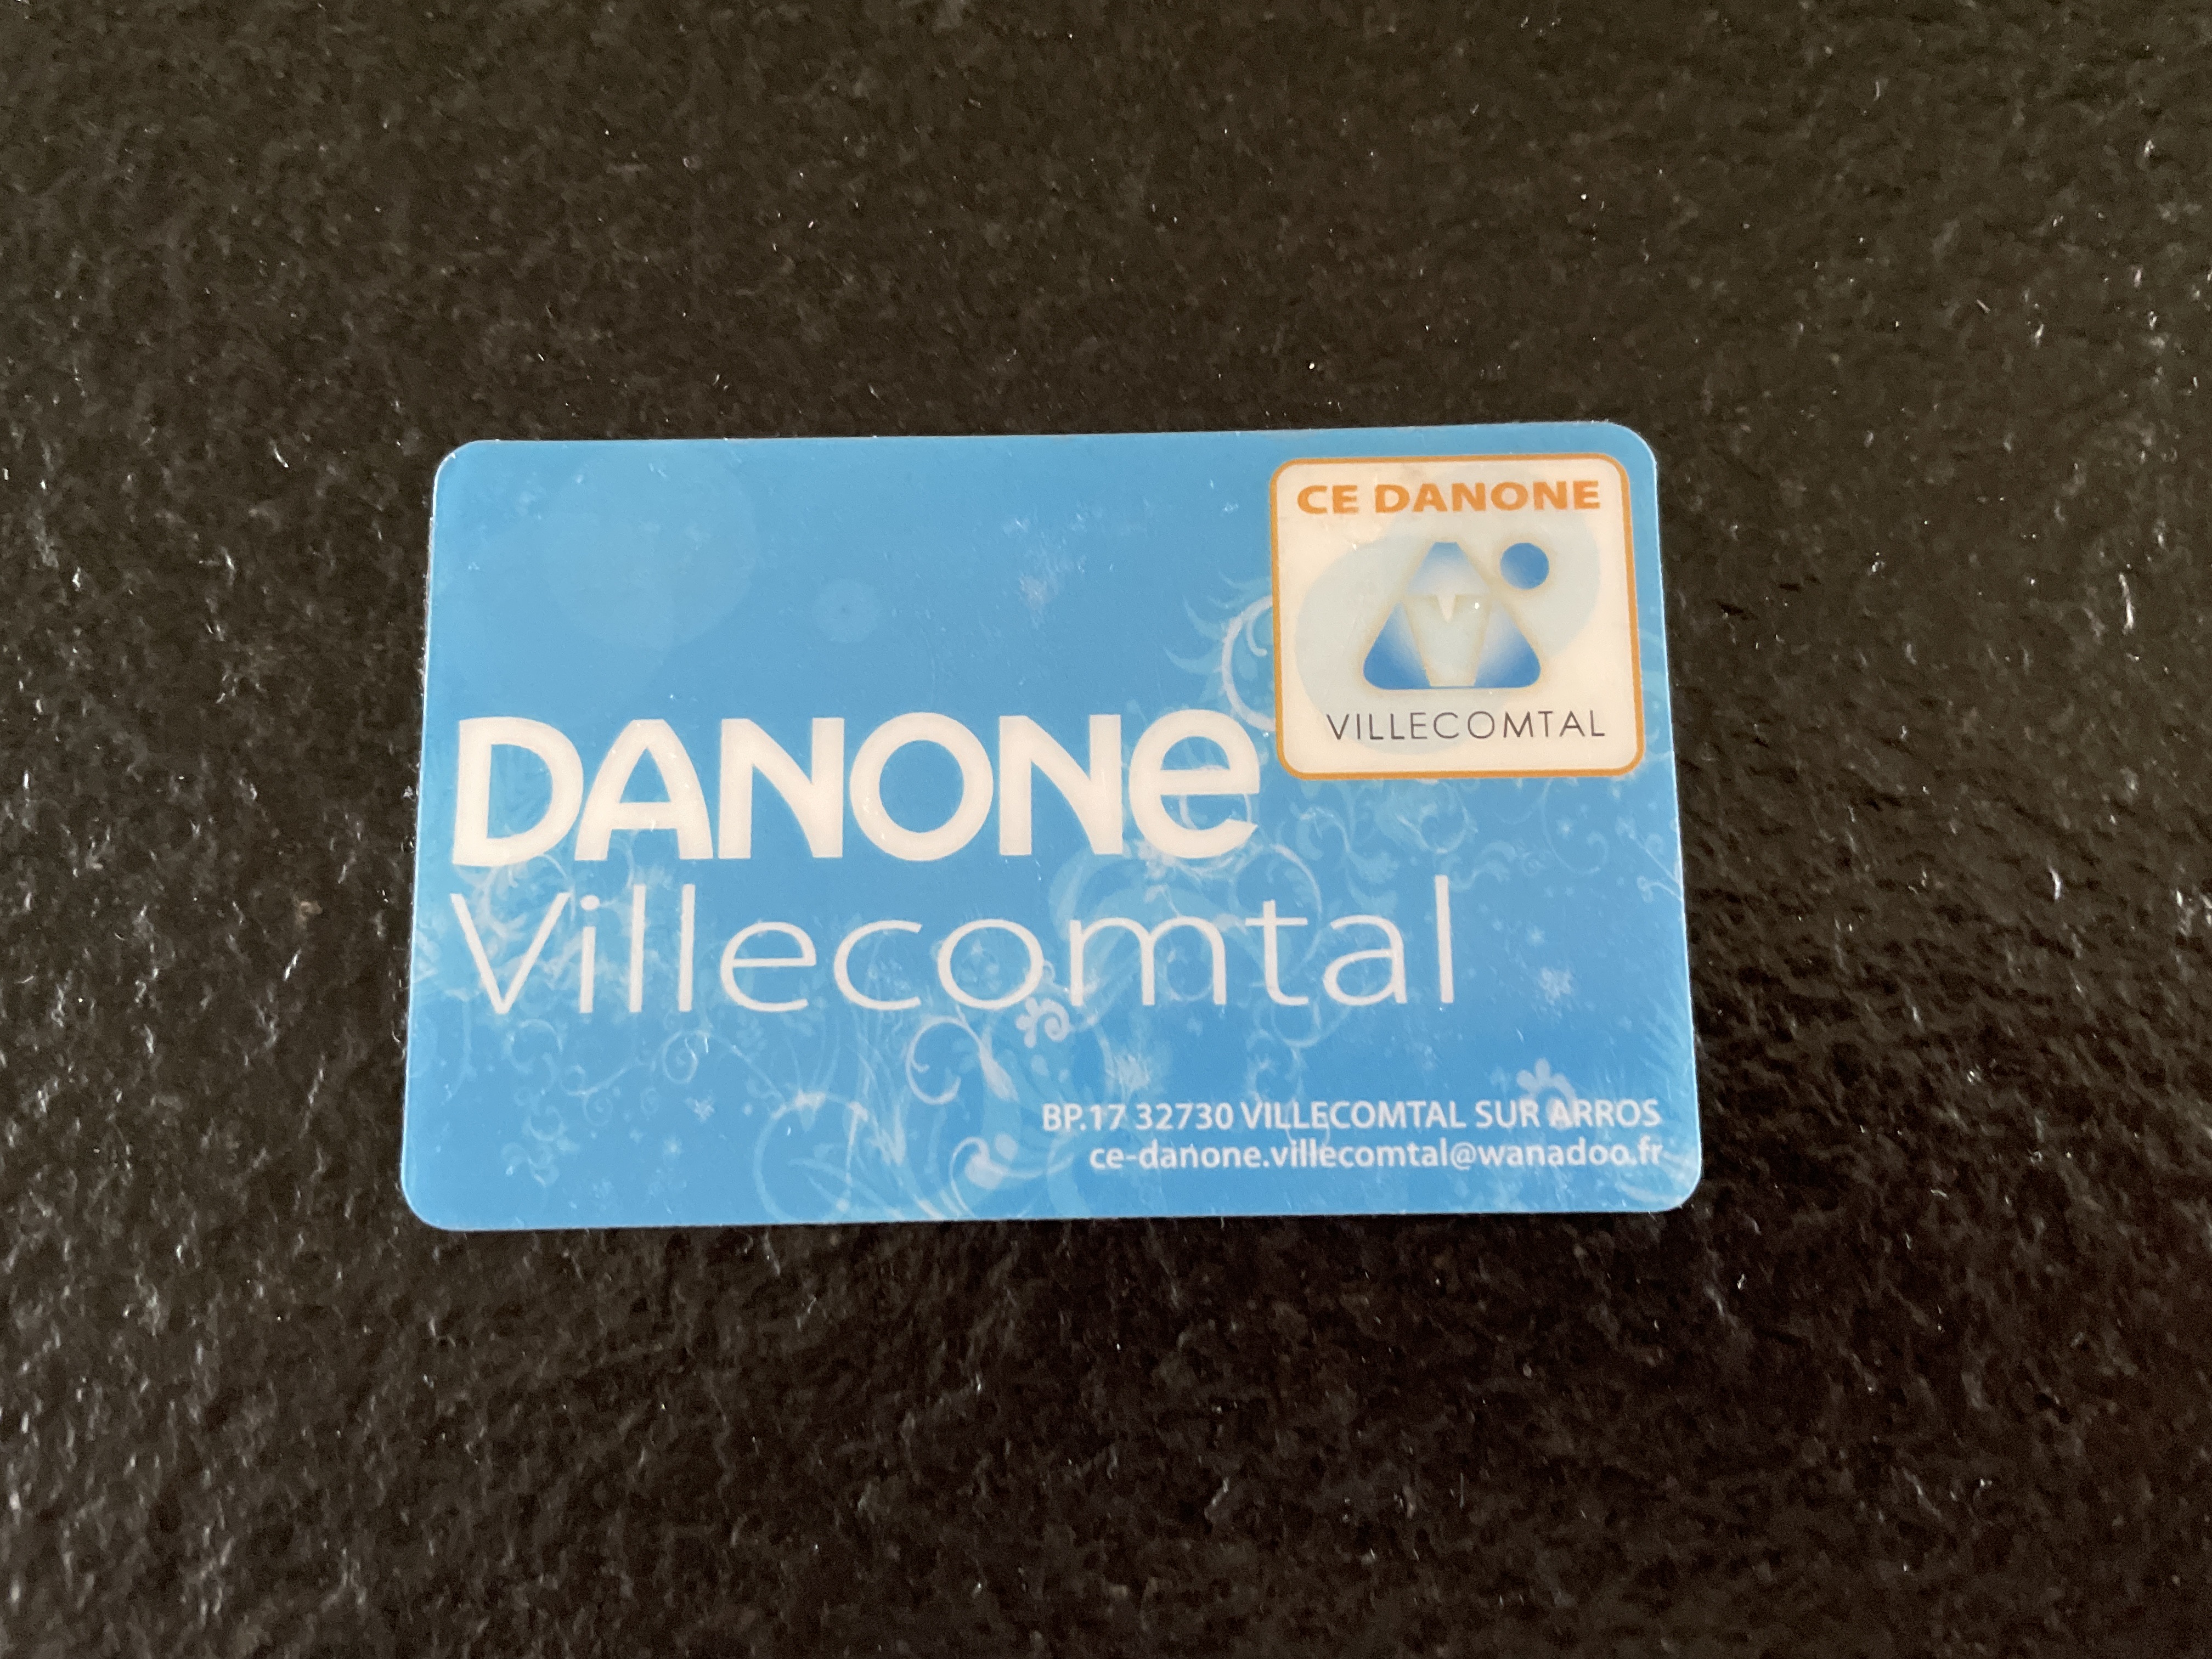 CE DANONE
VILLECOMTAL
DANONe
Villecomtal
BP.17 32730 VILLECOMTAL SUR ARROS
ce-danone.villecomtal@wanadoo.fr